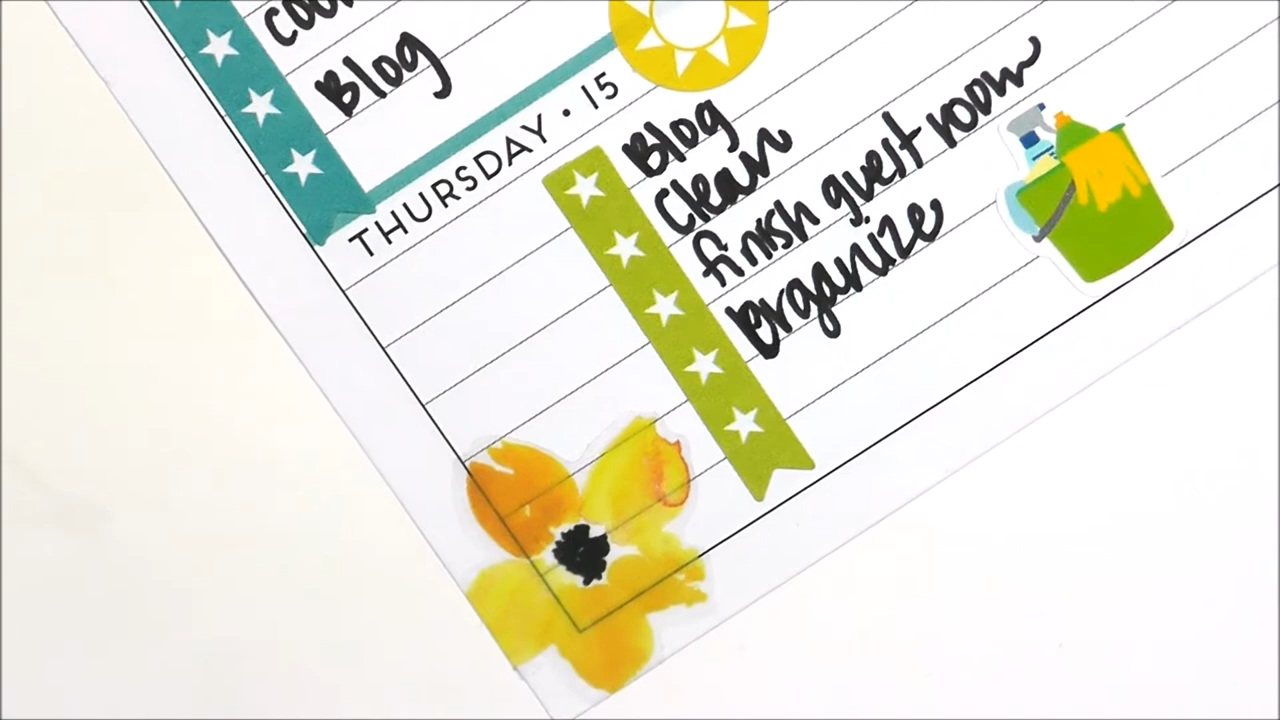 Blog
THURSDAY • 15
Blog
Clean
finish guest room
Organize